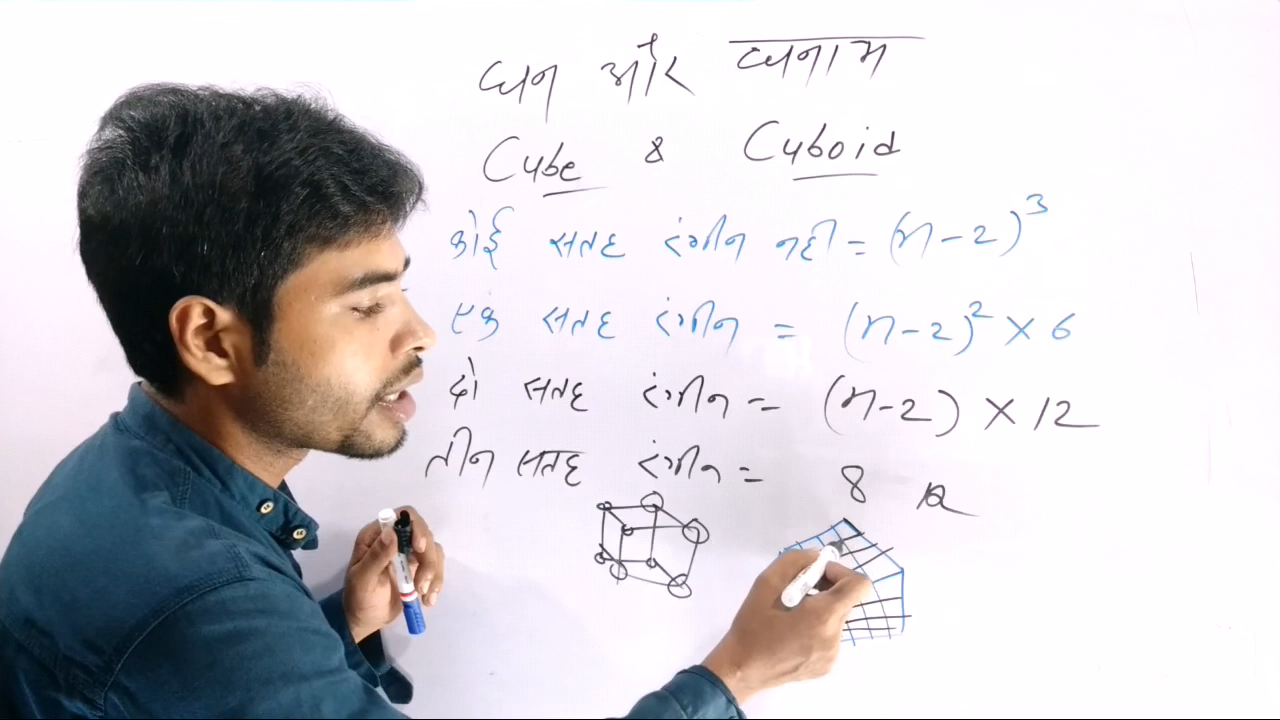 घन और घनाभ
Cube & Cuboid
कोई सतह रंगीन नहीं = (n-2)³
एक सतह रंगीन = (n-2)² × 6
दो सतह रंगीन = (n-2) × 12
तीन सतह रंगीन = 8